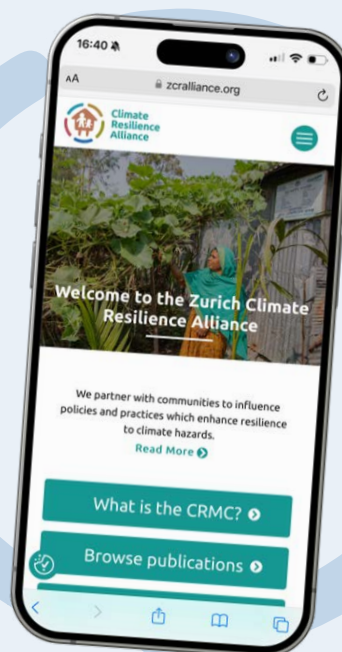 16:40
AA
zcralliance.org
Climate
Resilience
Alliance
Welcome to the Zurich Climate
Resilience Alliance
We partner with communities to influence
policies and practices which enhance resilience
to climate hazards.
Read More
What is the CRMC?
Browse publications